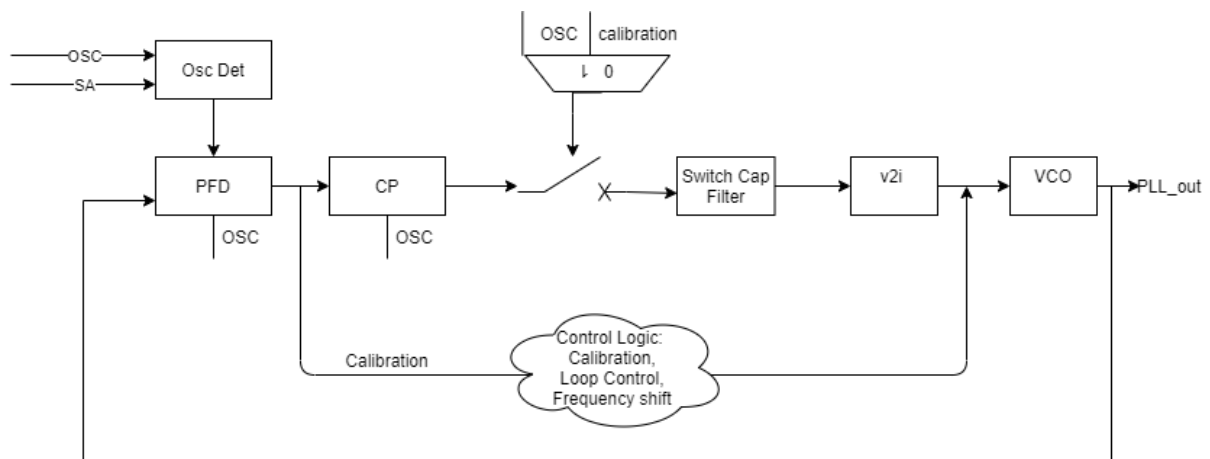 OSC calibration
OSC
SA
Osc Det
1 0
PFD
CP
Switch Cap
Filter
v2i
VCO
PLL_out
OSC
OSC
Calibration
Control Logic:
Calibration,
Loop Control,
Frequency shift